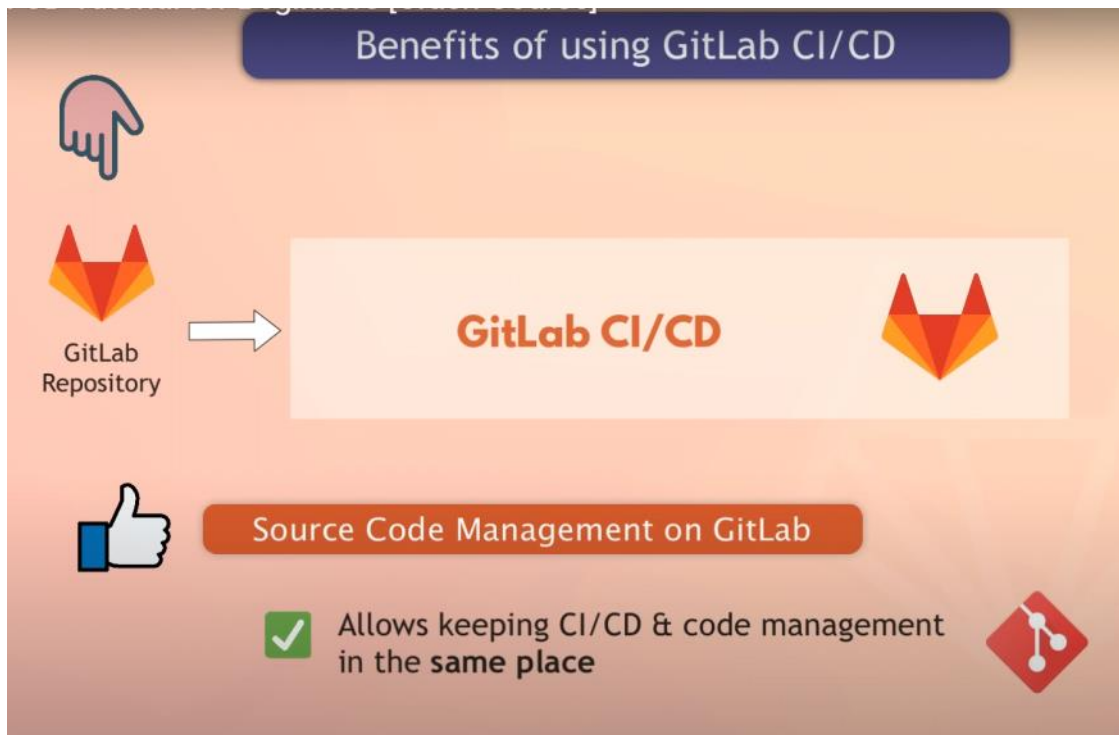 Benefits of using GitLab CI/CD
GitLab
Repository
GitLab CI/CD
Source Code Management on GitLab
Allows keeping CI/CD & code management
in the same place